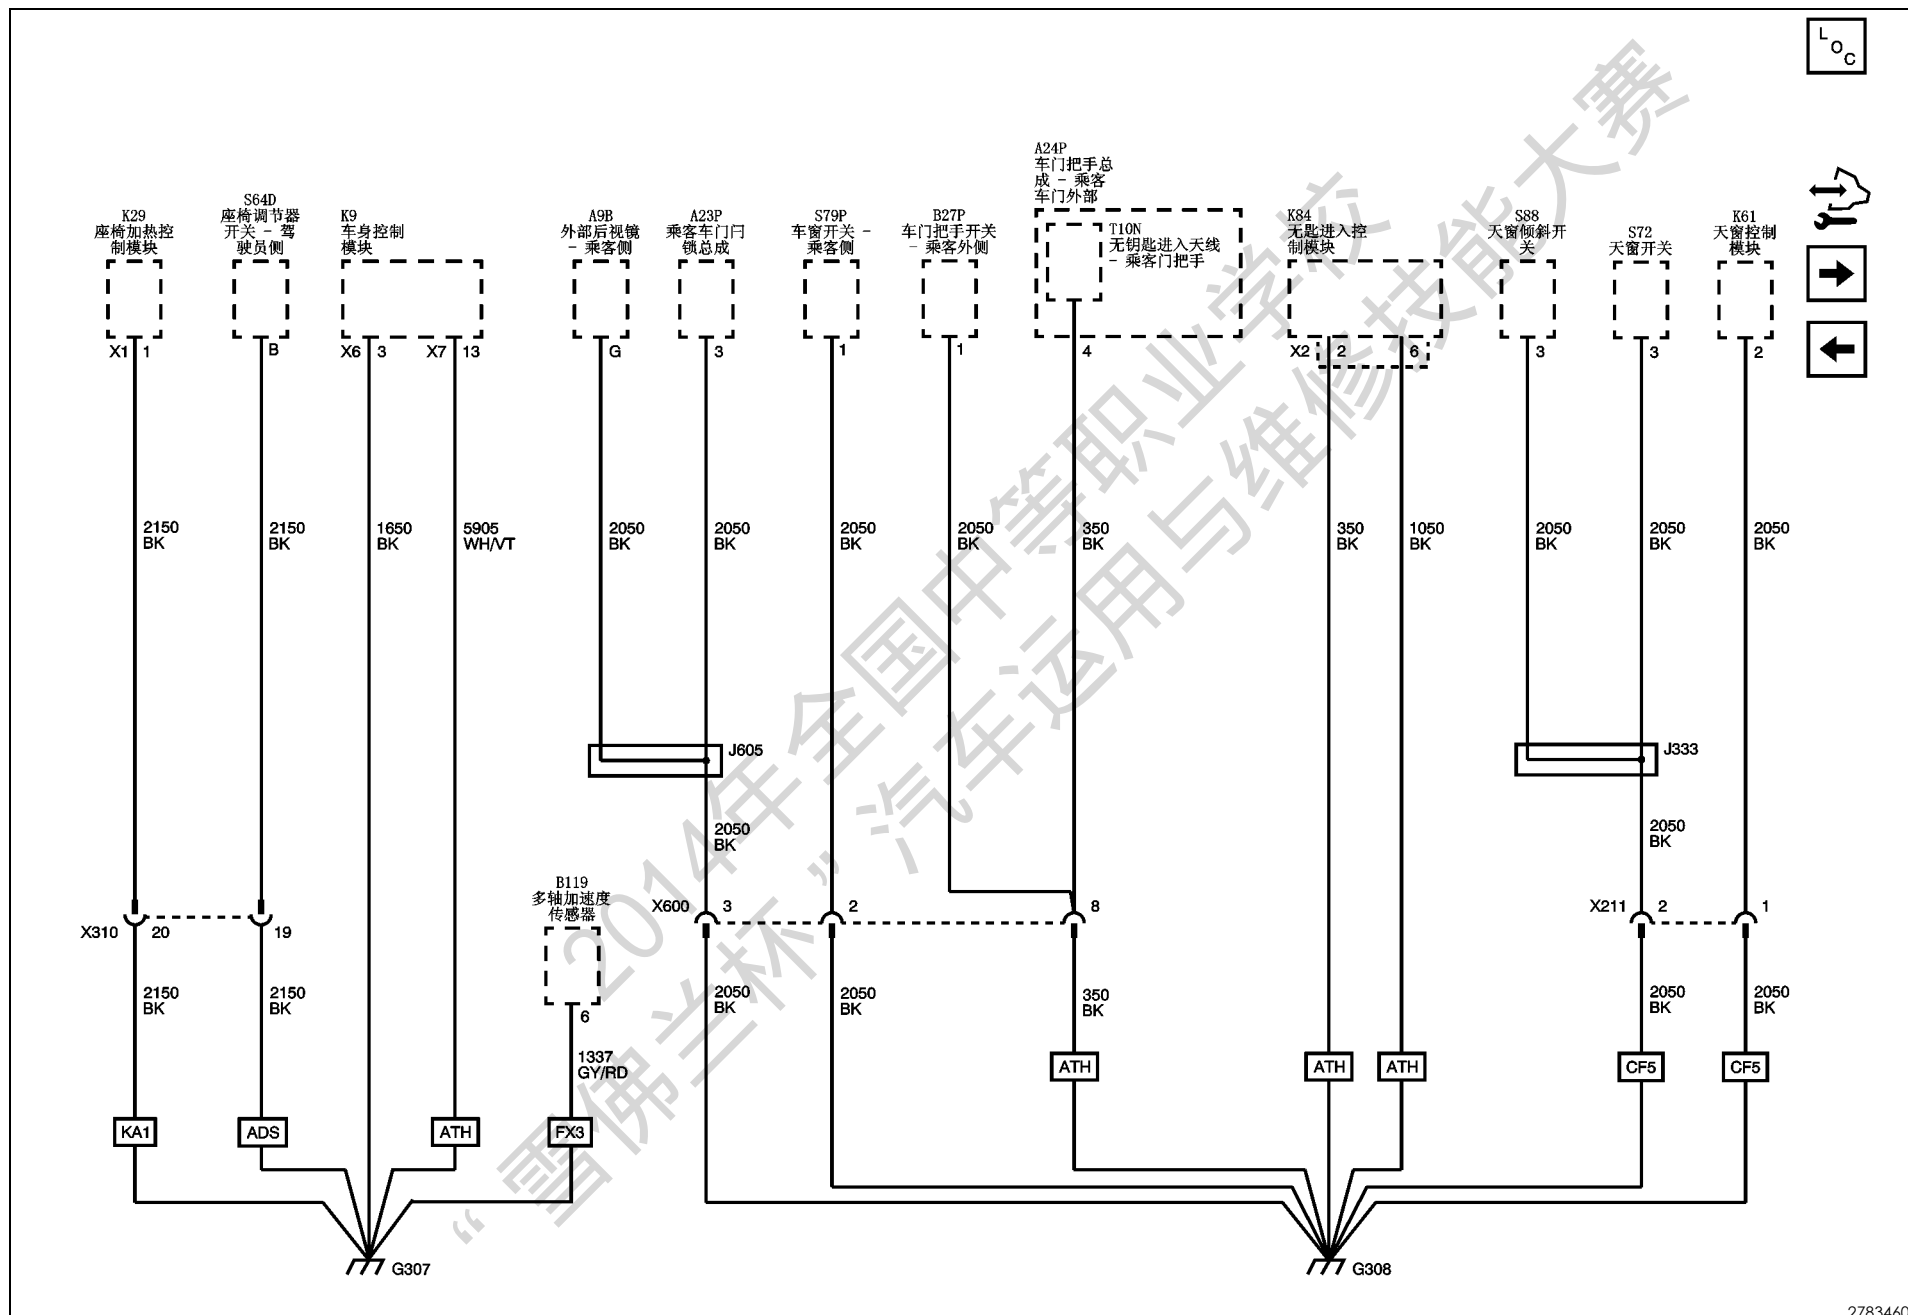 L
O
C
K29
座椅加热控
制模块
S64D
座椅调节器
开关 - 驾
驶员侧
K9
车身控制
模块
A9B
外部后视镜
- 乘客侧
A23P
乘客车门闩
锁总成
S79P
车窗开关 -
乘客侧
B27P
车门把手开关
- 乘客外侧
A24P
车门把手总
成 - 乘客
车门外部
T10N
无钥匙进入天线
- 乘客门把手
K84
无匙进入控
制模块
S88
天窗倾斜开
关
S72
天窗开关
K61
天窗控制
模块
X1 1
B
X6 3
X7 13
G
3
1
1
4
X2 2
6
3
3
2
2150
BK
2150
BK
1650
BK
5905
WH/VT
2050
BK
2050
BK
2050
BK
2050
BK
350
BK
350
BK
1050
BK
2050
BK
2050
BK
2050
BK
J605
J333
2050
BK
2050
BK
B119
多轴加速度
传感器
X310 20
19
X600 3
2
8
X211 2
1
2150
BK
2150
BK
6
1337
GY/RD
2050
BK
2050
BK
350
BK
2050
BK
2050
BK
ATH
ATH
ATH
CF5
CF5
KA1
ADS
ATH
FX3
G307
G308
2014年全国中等职业学校
“雪佛兰杯”汽车运用与维修技能大赛
2783460